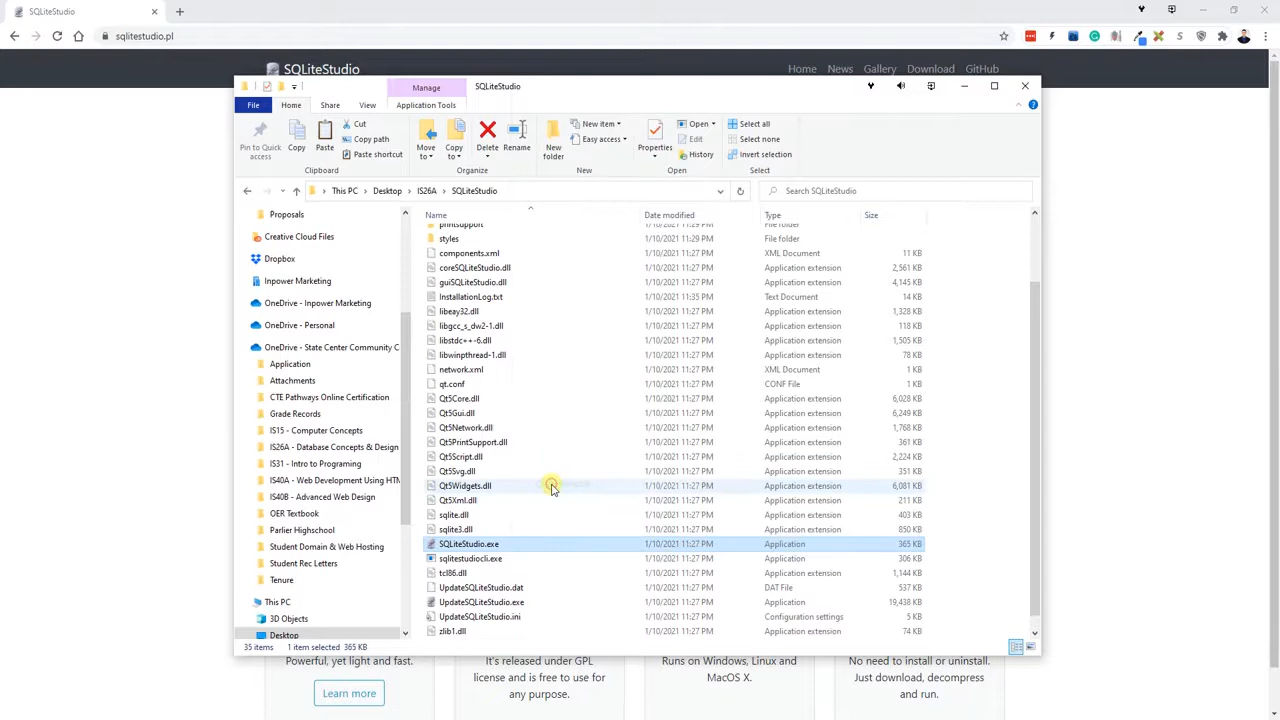 SQLiteStudio
sqlitestudio.pl
SQLiteStudio
Home News Gallery Download GitHub
Manage
SQLiteStudio
File Home Share View Application Tools
Pin to Quick access
Copy
Paste
Cut
Copy path
Paste shortcut
Clipboard
Move to
Copy to
Delete
Rename
Organize
New folder
New item
Easy access
New
Properties
Open
Edit
History
Open
Select all
Select none
Invert selection
Select
This PC > Desktop > IS26A > SQLiteStudio
Search SQLiteStudio
Proposals
Creative Cloud Files
Dropbox
Inpower Marketing
OneDrive - Inpower Marketing
OneDrive - Personal
OneDrive - State Center Community C
Application
Attachments
CTE Pathways Online Certification
Grade Records
IS15 - Computer Concepts
IS26A - Database Concepts & Design
IS31 - Intro to Programing
IS40A - Web Development Using HTM
IS40B - Advanced Web Design
OER Textbook
Parlier Highschool
Student Domain & Web Hosting
Student Rec Letters
Tenure
This PC
3D Objects
Desktop
Name Date modified Type Size
printsupport 1/10/2021 11:29 PM File folder
styles 1/10/2021 11:29 PM File folder
components.xml 1/10/2021 11:27 PM XML Document 11 KB
coreSQLiteStudio.dll 1/10/2021 11:27 PM Application extension 2,561 KB
guiSQLiteStudio.dll 1/10/2021 11:27 PM Application extension 4,145 KB
InstallationLog.txt 1/10/2021 11:35 PM Text Document 14 KB
libeay32.dll 1/10/2021 11:27 PM Application extension 1,328 KB
libgcc_s_dw2-1.dll 1/10/2021 11:27 PM Application extension 118 KB
libstdc++-6.dll 1/10/2021 11:27 PM Application extension 1,505 KB
libwinpthread-1.dll 1/10/2021 11:27 PM Application extension 78 KB
network.xml 1/10/2021 11:27 PM XML Document 1 KB
qt.conf 1/10/2021 11:27 PM CONF File 1 KB
Qt5Core.dll 1/10/2021 11:27 PM Application extension 6,028 KB
Qt5Gui.dll 1/10/2021 11:27 PM Application extension 6,249 KB
Qt5Network.dll 1/10/2021 11:27 PM Application extension 1,768 KB
Qt5PrintSupport.dll 1/10/2021 11:27 PM Application extension 361 KB
Qt5Script.dll 1/10/2021 11:27 PM Application extension 2,224 KB
Qt5Svg.dll 1/10/2021 11:27 PM Application extension 351 KB
Qt5Widgets.dll 1/10/2021 11:27 PM Application extension 6,081 KB
Qt5Xml.dll 1/10/2021 11:27 PM Application extension 211 KB
sqlite.dll 1/10/2021 11:27 PM Application extension 403 KB
sqlite3.dll 1/10/2021 11:27 PM Application extension 850 KB
SQLiteStudio.exe 1/10/2021 11:27 PM Application 365 KB
sqlitestudiocli.exe 1/10/2021 11:27 PM Application 306 KB
tcl86.dll 1/10/2021 11:27 PM Application extension 1,144 KB
UpdateSQLiteStudio.dat 1/10/2021 11:27 PM DAT File 537 KB
UpdateSQLiteStudio.exe 1/10/2021 11:27 PM Application 19,438 KB
UpdateSQLiteStudio.ini 1/10/2021 11:27 PM Configuration settings 5 KB
zlib1.dll 1/10/2021 11:27 PM Application extension 74 KB
35 items 1 item selected 365 KB
Powerful, yet light and fast.
Learn more
It's released under GPL
license and is free to use for
any purpose.
Runs on Windows, Linux and
MacOS X.
No need to install or uninstall.
Just download, decompress
and run.